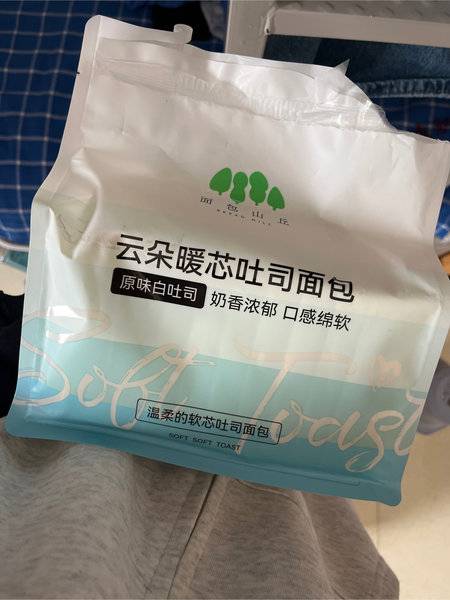 面包山丘
BREAD HILL
云朵暖芯吐司面包
原味白吐司 奶香浓郁 口感绵软
Soft Toast
温柔的软芯吐司面包
SOFT SOFT TOAST